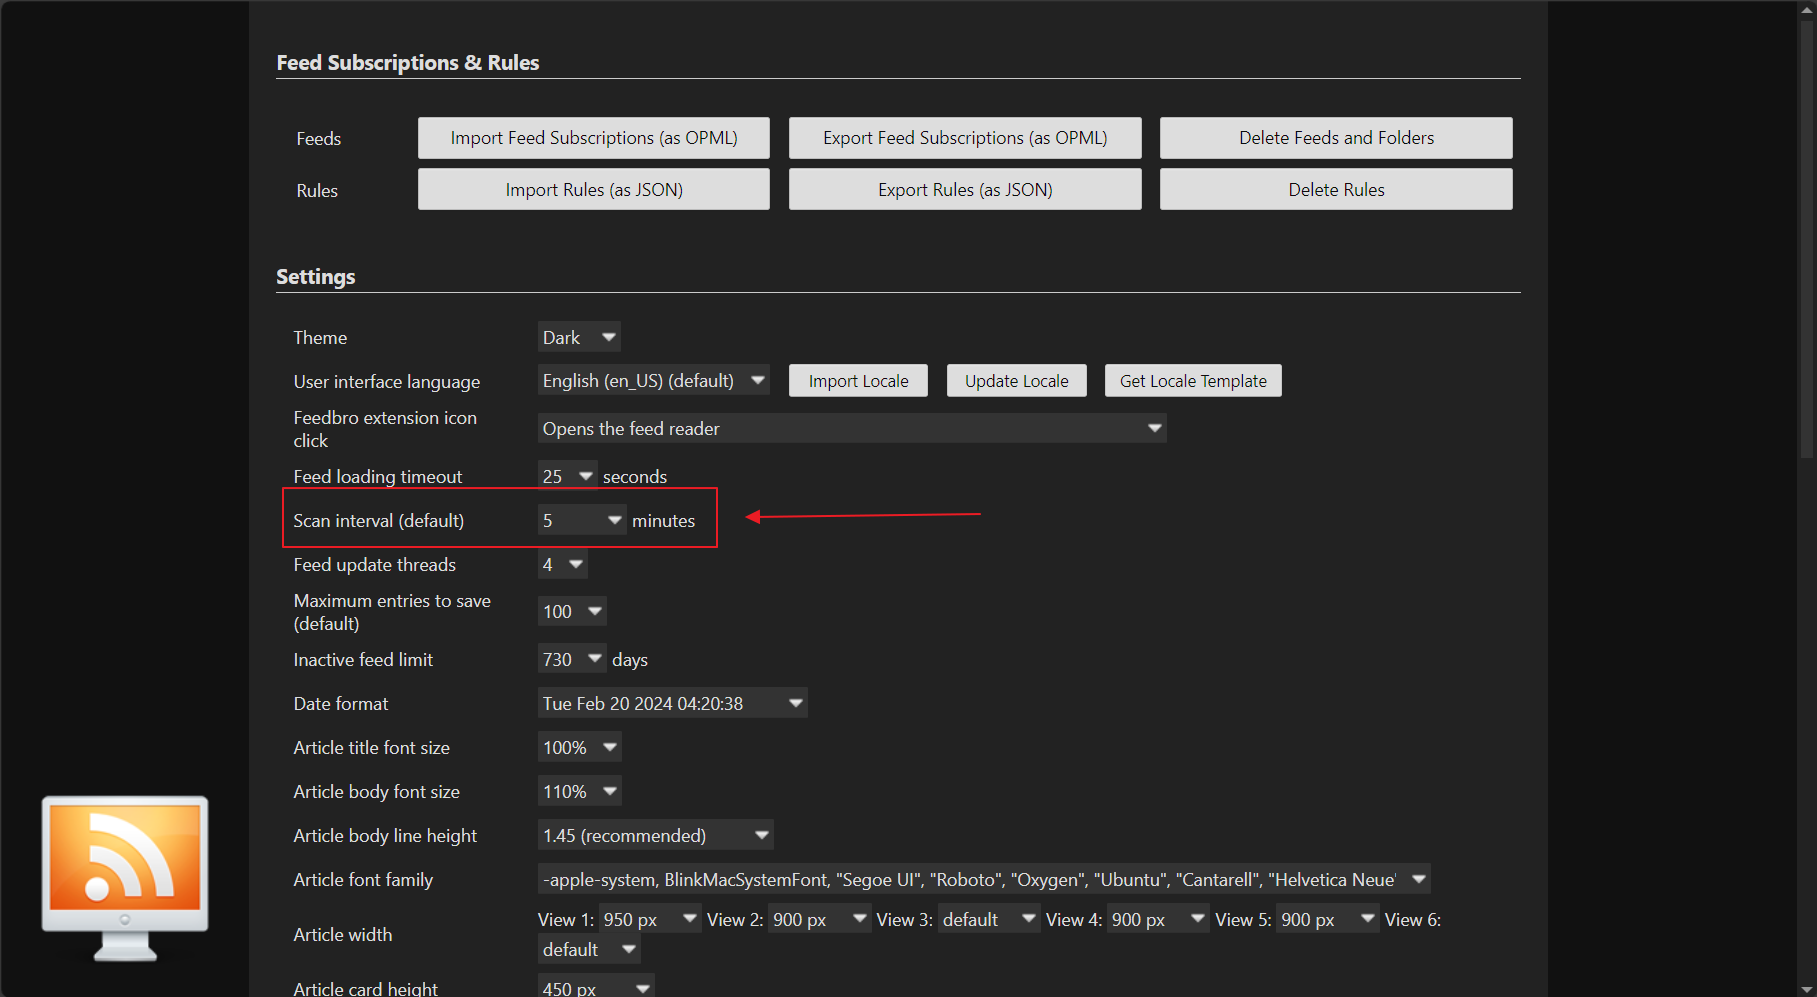 Feed Subscriptions & Rules
Feeds Import Feed Subscriptions (as OPML) Export Feed Subscriptions (as OPML) Delete Feeds and Folders
Rules Import Rules (as JSON) Export Rules (as JSON) Delete Rules
Settings
Theme Dark
User interface language English (en_US) (default) Import Locale Update Locale Get Locale Template
Feedbro extension icon
click
Opens the feed reader
Feed loading timeout 25 seconds
Scan interval (default) 5 minutes
Feed update threads 4
Maximum entries to save
(default)
100
Inactive feed limit 730 days
Date format Tue Feb 20 2024 04:20:38
Article title font size 100%
Article body font size 110%
Article body line height 1.45 (recommended)
Article font family -apple-system, BlinkMacSystemFont, "Segoe UI", "Roboto", "Oxygen", "Ubuntu", "Cantarell", "Helvetica Neue'
Article width
View 1: 950 px View 2: 900 px View 3: default View 4: 900 px View 5: 900 px View 6:
default
Article card height 450 px